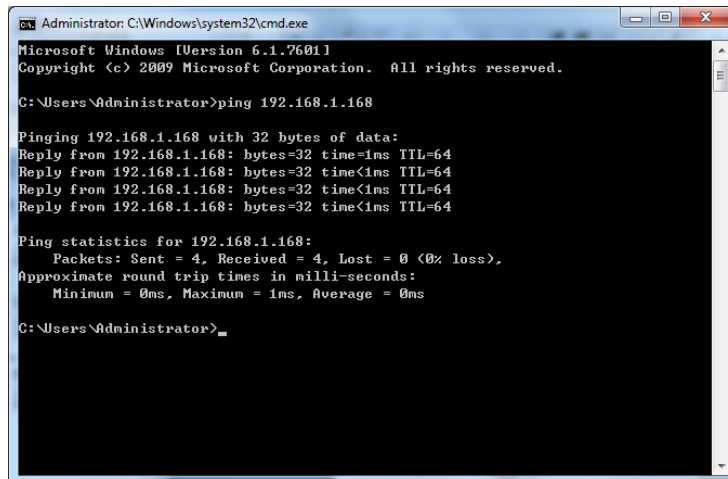 Administrator: C:\Windows\system32\cmd.exe
Microsoft Windows [Version 6.1.7601]
Copyright (c) 2009 Microsoft Corporation.  All rights reserved.
C:\Users\Administrator>ping 192.168.1.168
Pinging 192.168.1.168 with 32 bytes of data:
Reply from 192.168.1.168: bytes=32 time=1ms TTL=64
Reply from 192.168.1.168: bytes=32 time<1ms TTL=64
Reply from 192.168.1.168: bytes=32 time<1ms TTL=64
Reply from 192.168.1.168: bytes=32 time<1ms TTL=64
Ping statistics for 192.168.1.168:
    Packets: Sent = 4, Received = 4, Lost = 0 (0% loss),
Approximate round trip times in milli-seconds:
    Minimum = 0ms, Maximum = 1ms, Average = 0ms
C:\Users\Administrator>_